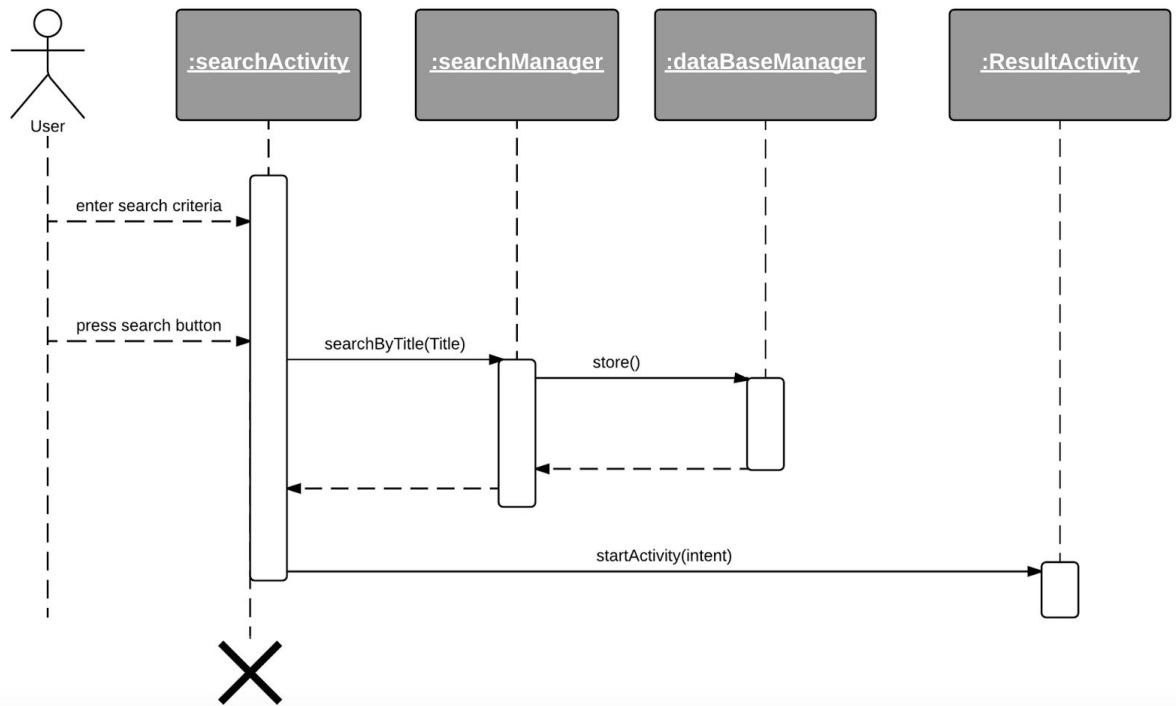 :searchActivity
:searchManager
:dataBaseManager
:ResultActivity
User
enter search criteria
press search button
searchByTitle(Title)
store()
startActivity(intent)